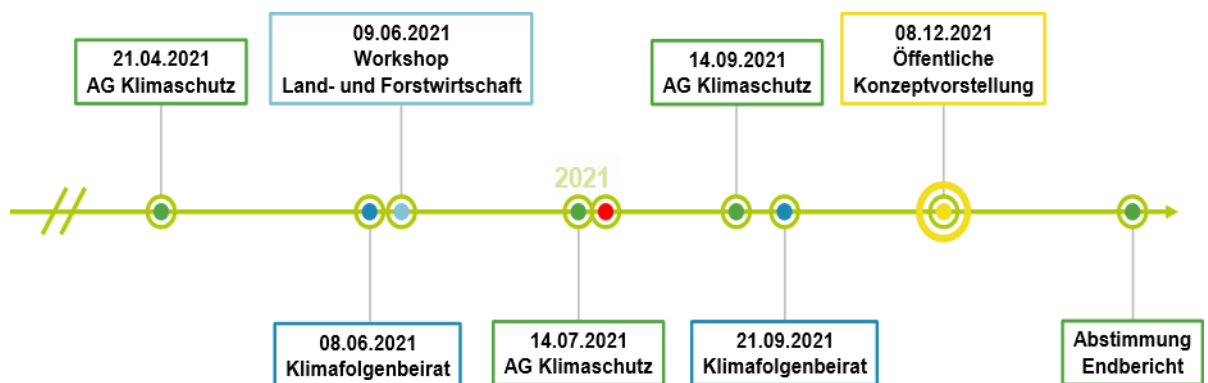 21.04.2021
AG Klimaschutz
09.06.2021
Workshop
Land- und Forstwirtschaft
14.09.2021
AG Klimaschutz
08.12.2021
Öffentliche
Konzeptvorstellung
2021
08.06.2021
Klimafolgenbeirat
14.07.2021
AG Klimaschutz
21.09.2021
Klimafolgenbeirat
Abstimmung
Endbericht